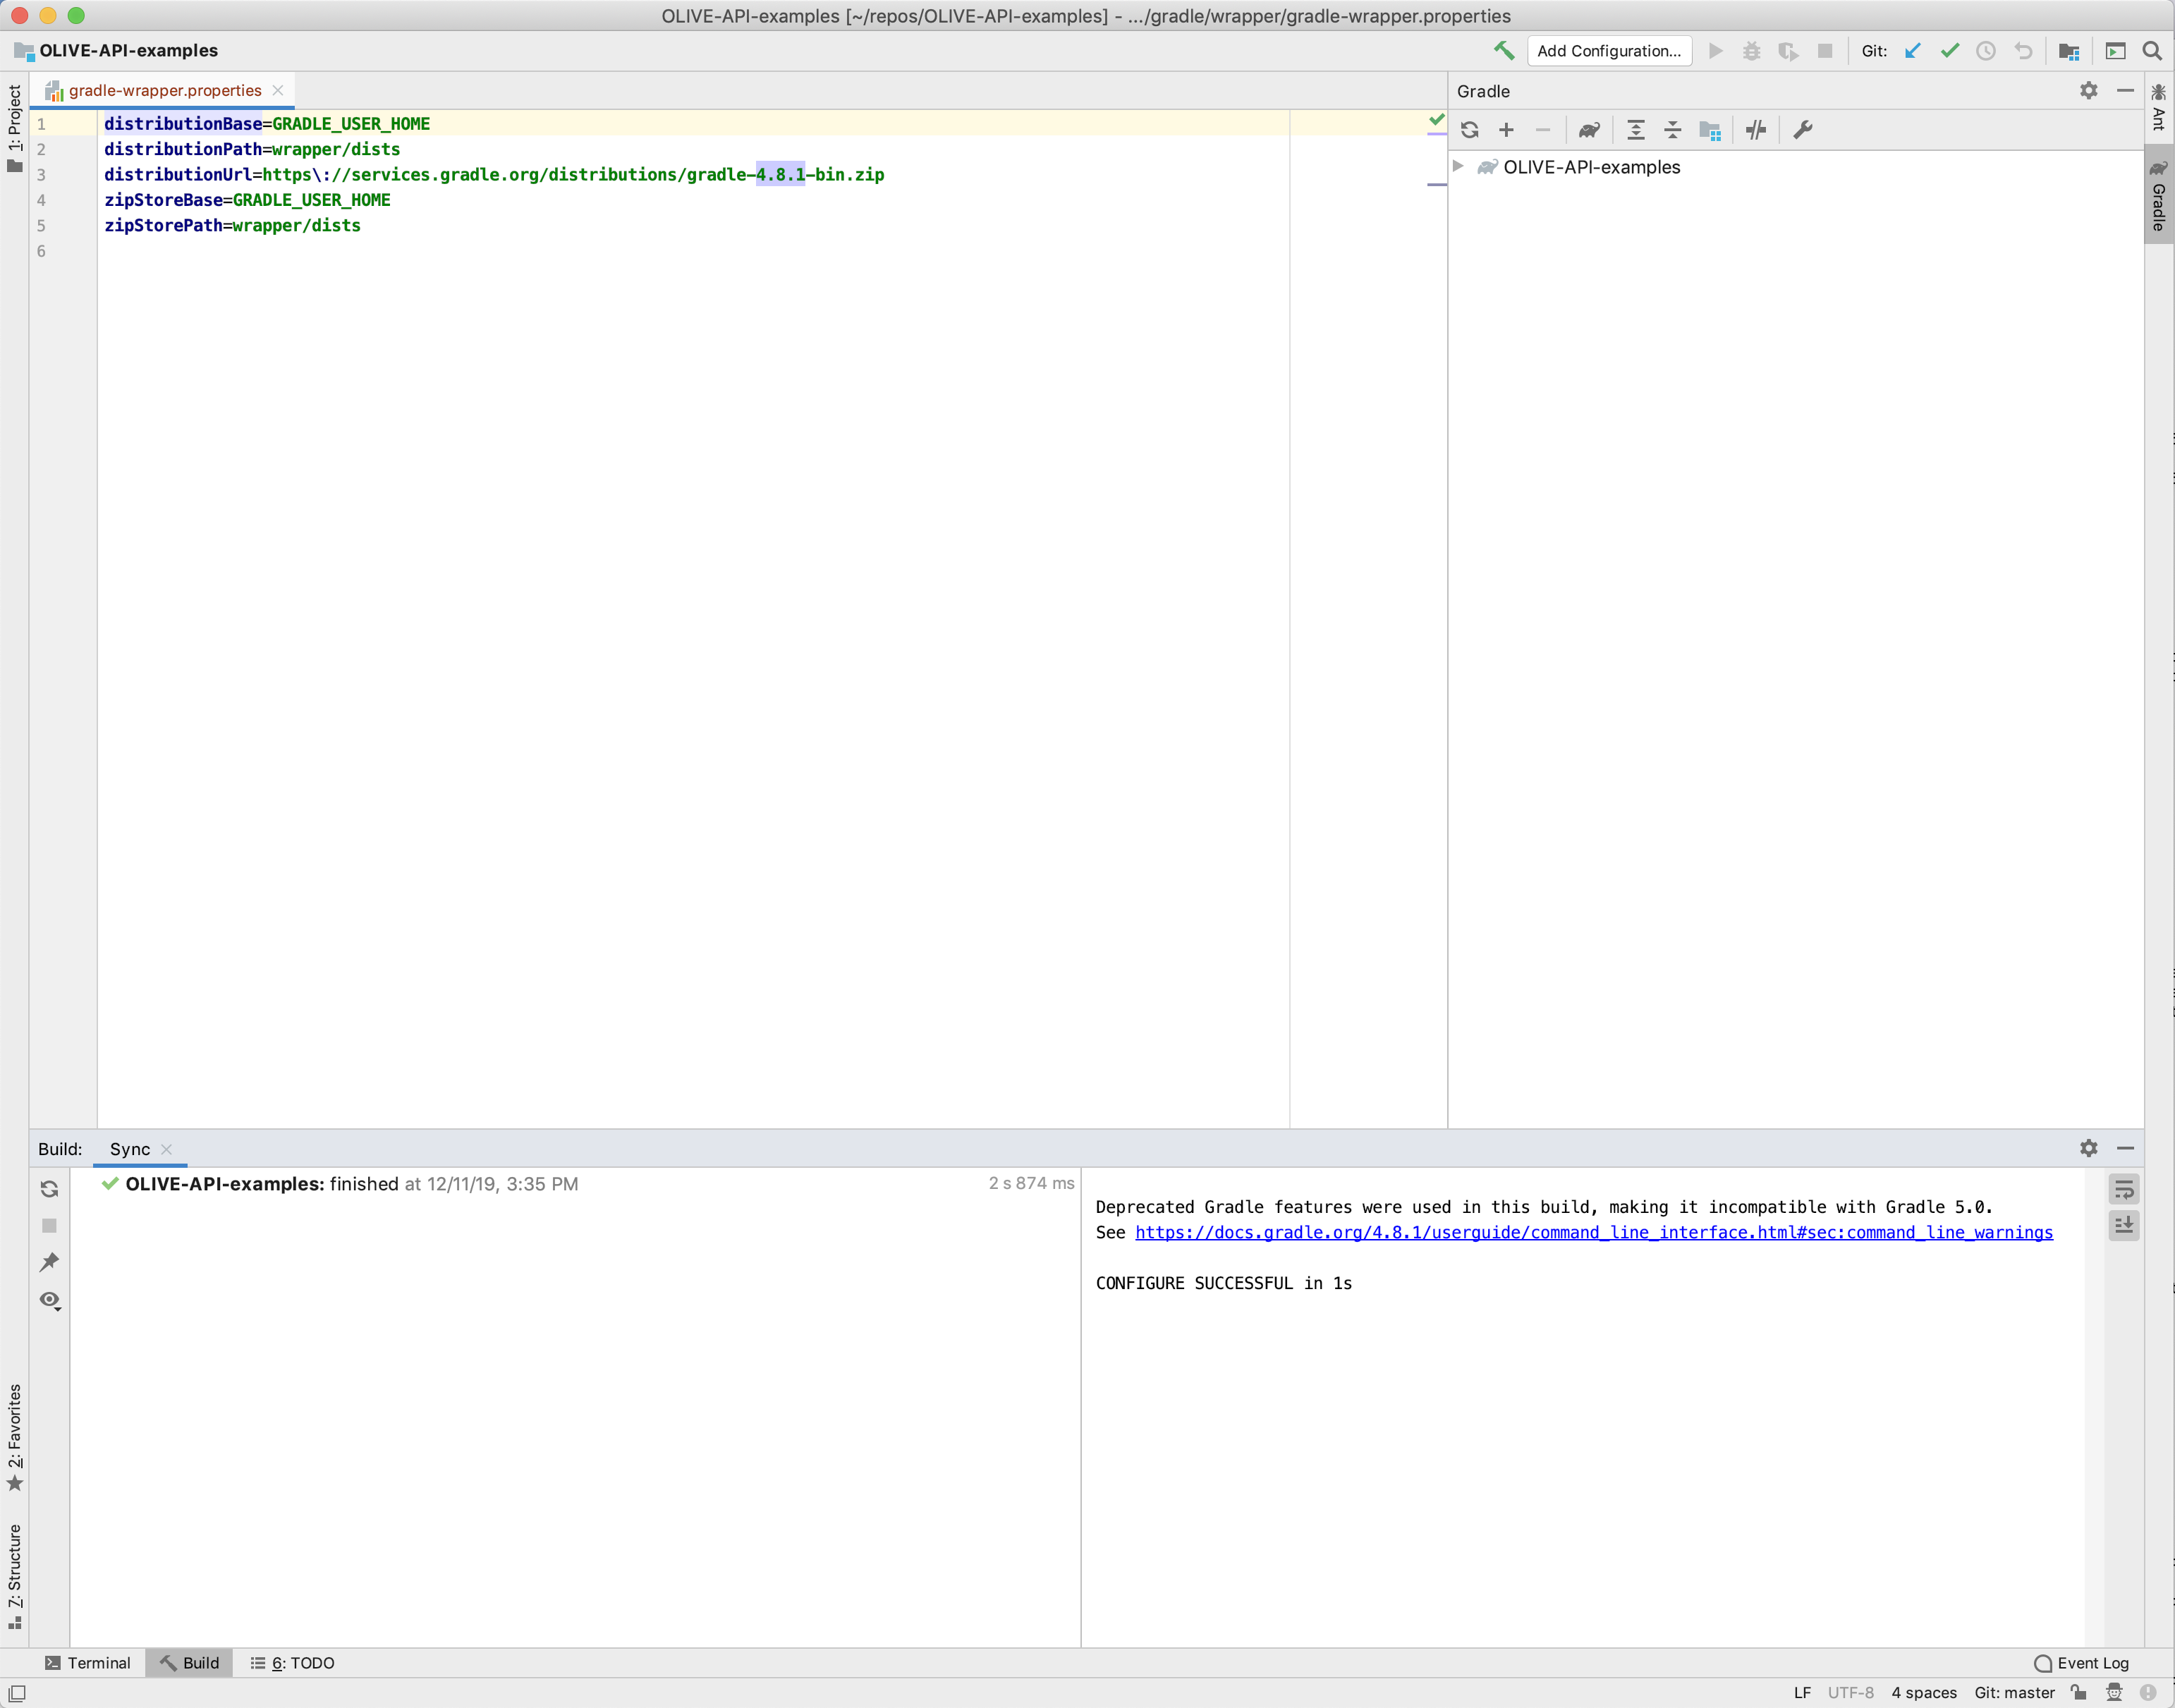 OLIVE-API-examples [~/repos/OLIVE-API-examples] - .../gradle/wrapper/gradle-wrapper.properties
OLIVE-API-examples
Add Configuration...
Git:
1: Project
gradle-wrapper.properties
1 distributionBase=GRADLE_USER_HOME
2 distributionPath=wrapper/dists
3 distributionUrl=https\://services.gradle.org/distributions/gradle-4.8.1-bin.zip
4 zipStoreBase=GRADLE_USER_HOME
5 zipStorePath=wrapper/dists
6
Gradle
OLIVE-API-examples
Ant
Gradle
Build: Sync
OLIVE-API-examples: finished at 12/11/19, 3:35 PM 2 s 874 ms
Deprecated Gradle features were used in this build, making it incompatible with Gradle 5.0.
See https://docs.gradle.org/4.8.1/userguide/command_line_interface.html#sec:command_line_warnings
CONFIGURE SUCCESSFUL in 1s
2: Favorites
7: Structure
Terminal Build 6: TODO Event Log
LF UTF-8 4 spaces Git: master